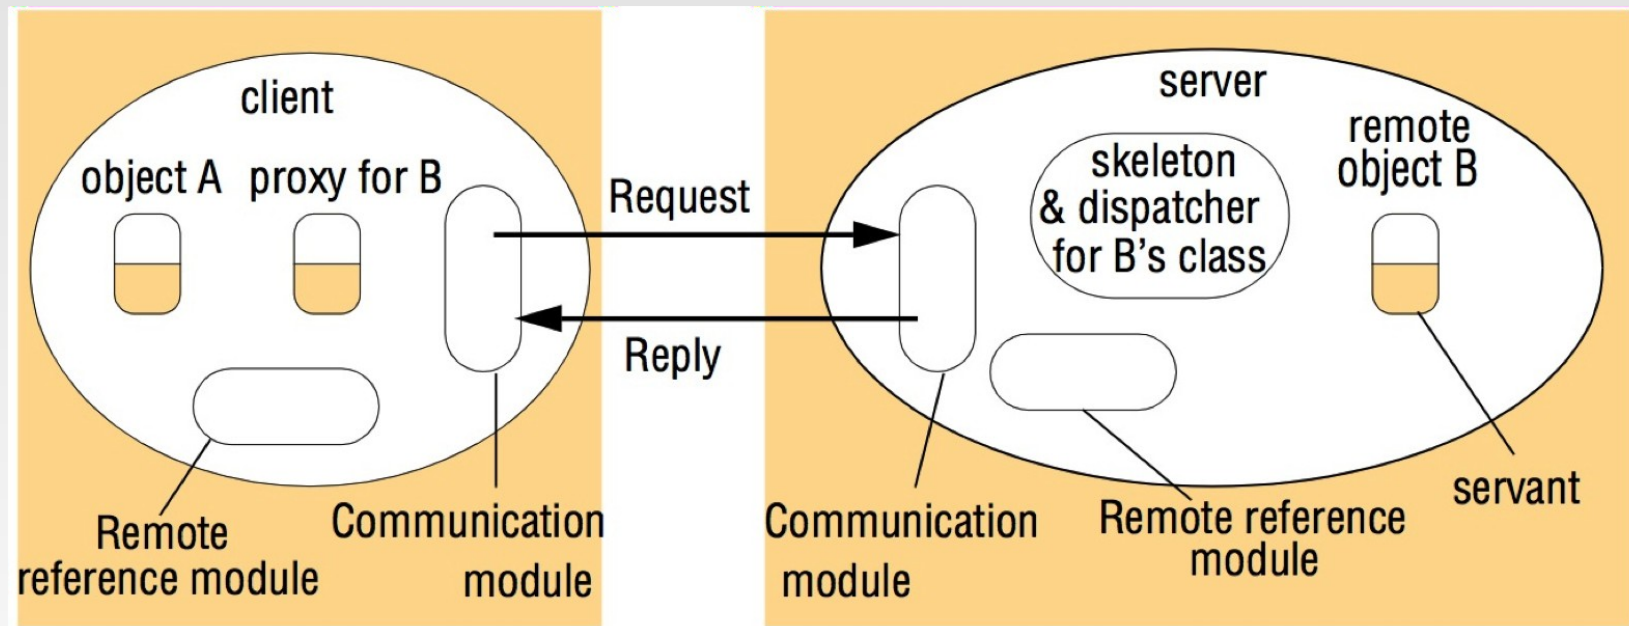 client
object A
proxy for B
Remote
reference module
Communication
module
Request
Reply
server
skeleton
& dispatcher
for B's class
remote
object B
Communication
module
Remote reference
module
servant